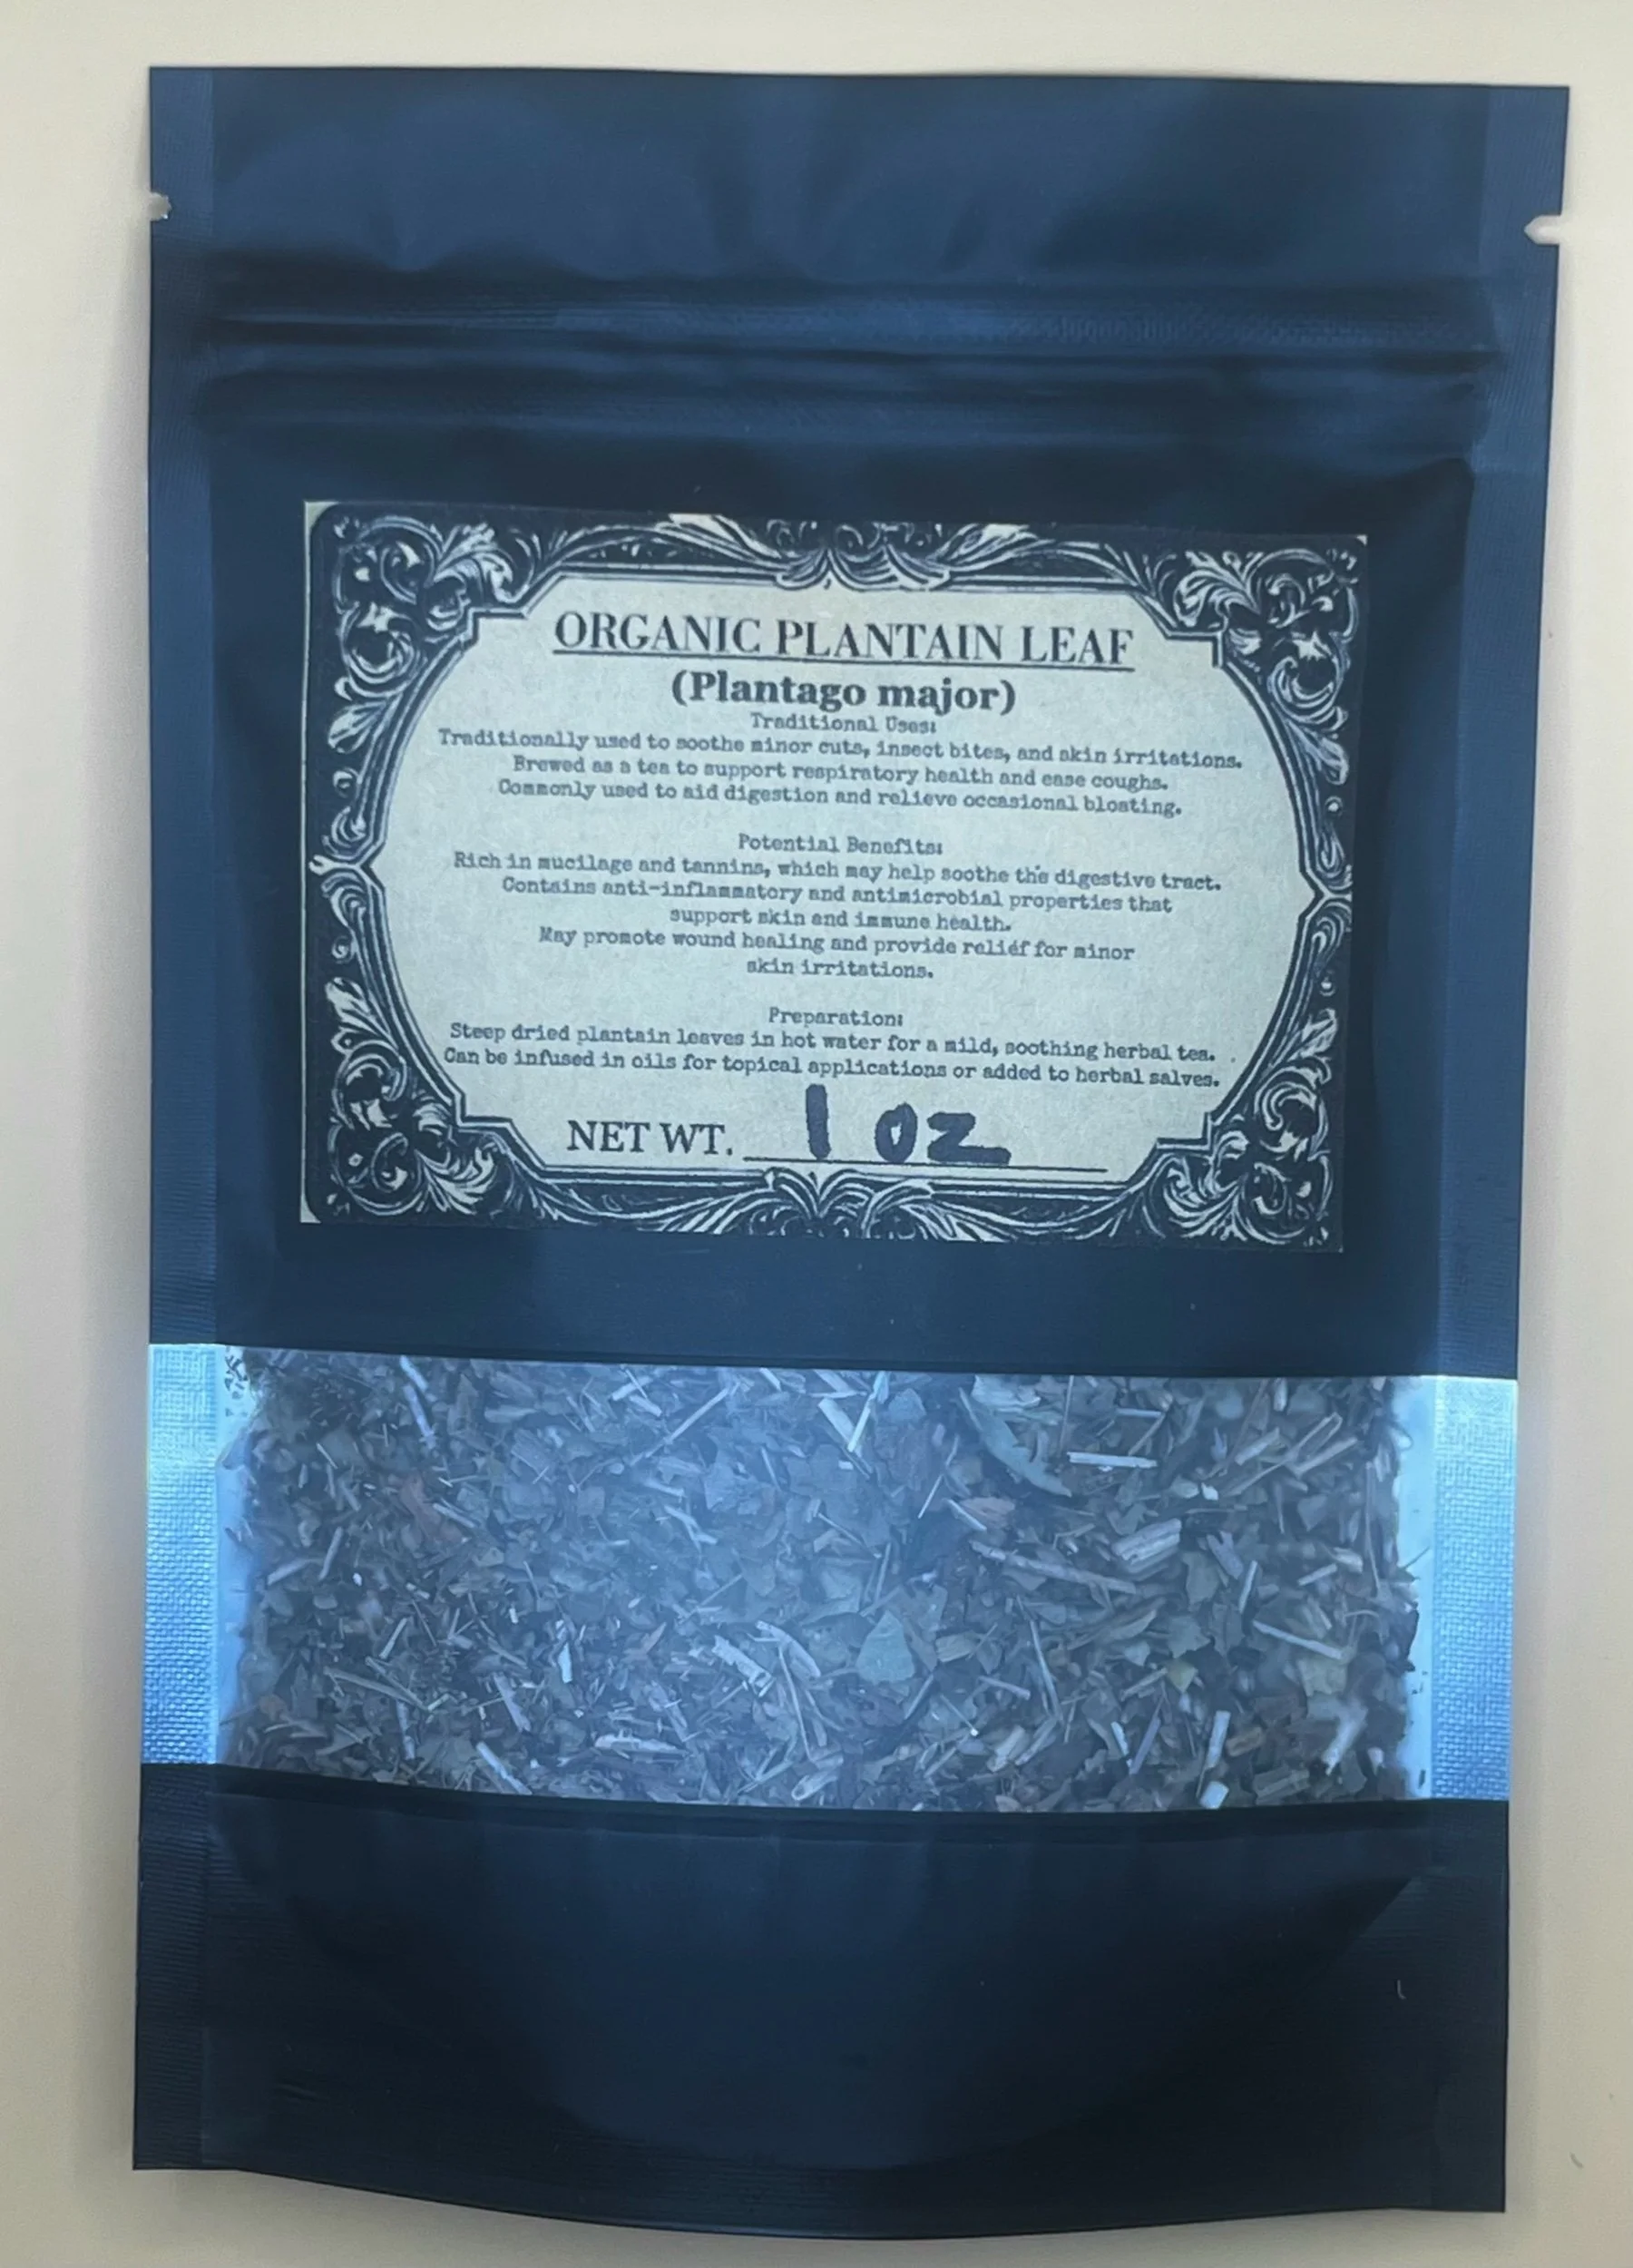 ORGANIC PLANTAIN LEAF
(Plantago major)
Traditional Uses:
Traditionally used to soothe minor cuts, insect bites, and skin irritations.
Brewed as a tea to support respiratory health and ease coughs.
Commonly used to aid digestion and relieve occasional bloating.
Potential Benefits:
Rich in mucilage and tannins, which may help soothe the digestive tract.
Contains anti-inflammatory and antimicrobial properties that
support skin and immune health.
May promote wound healing and provide relief for minor
skin irritations.
Preparation:
Steep dried plantain leaves in hot water for a mild, soothing herbal tea.
Can be infused in oils for topical applications or added to herbal salves.
NET WT. 1 oz